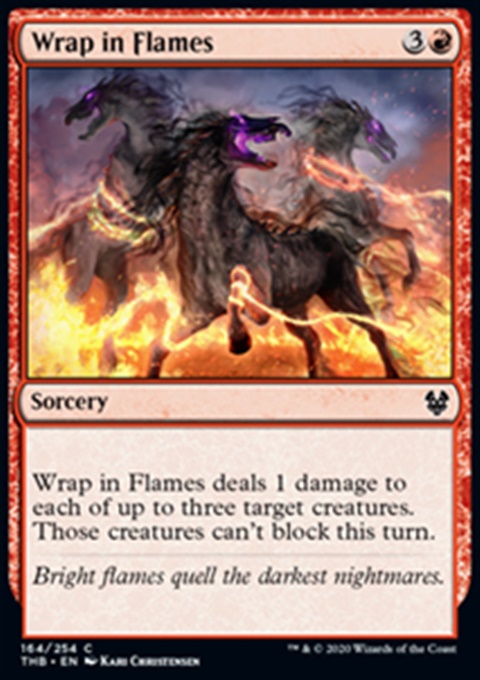 Wrap in Flames 3
Sorcery
Wrap in Flames deals 1 damage to
each of up to three target creatures.
Those creatures can't block this turn.
Bright flames quell the darkest nightmares.
164/254 C
™ & © 2020 Wizards of the Coast
THB • EN Kari Christensen